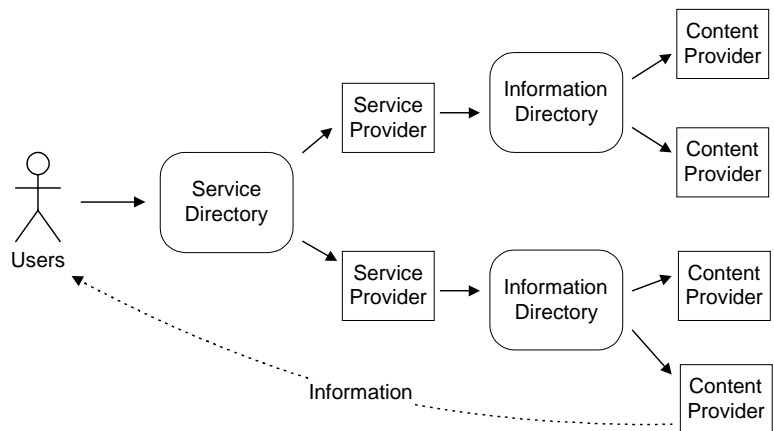 Content
Provider
Service
Provider
Information
Directory
Content
Provider
Service
Directory
Users
Service
Provider
Information
Directory
Content
Provider
Information
Content
Provider